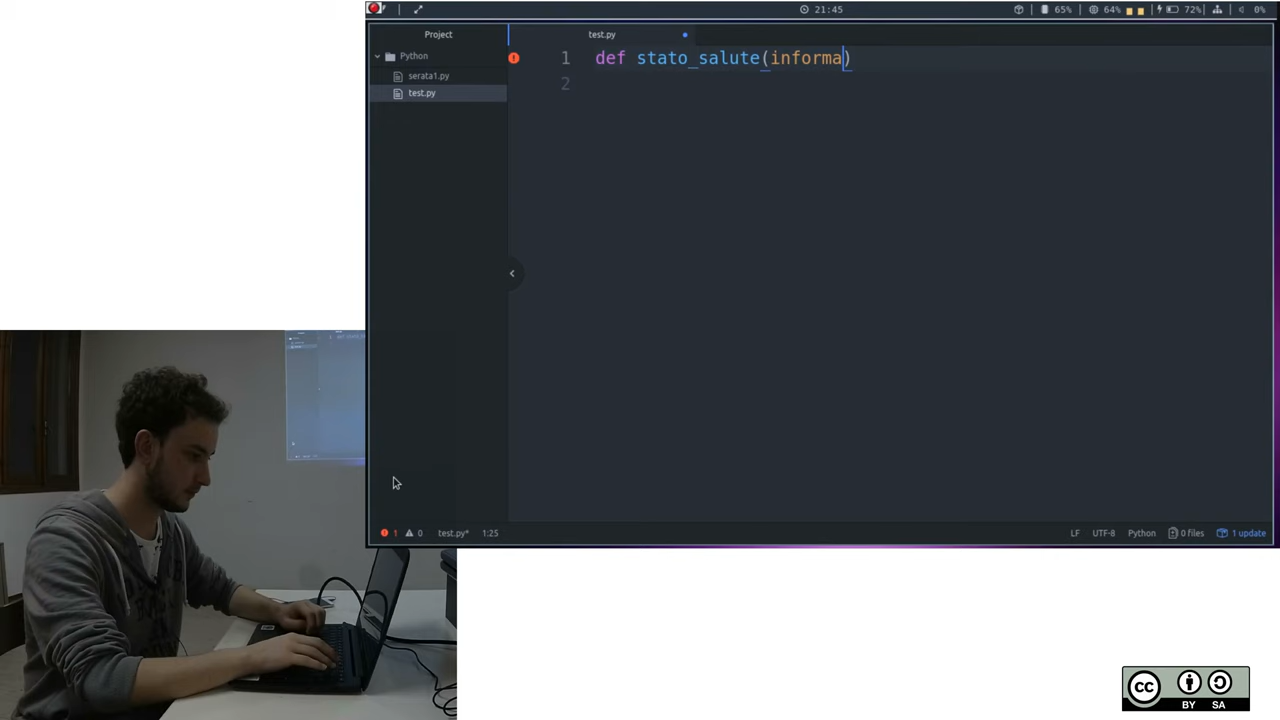 21:45
65%
64%
72%
0%
Project
test.py
Python
serata1.py
test.py
1 def stato_salute(informa)
2
1
0
test.py*
1:25
LF
UTF-8
Python
0 files
1 update
cc
BY SA